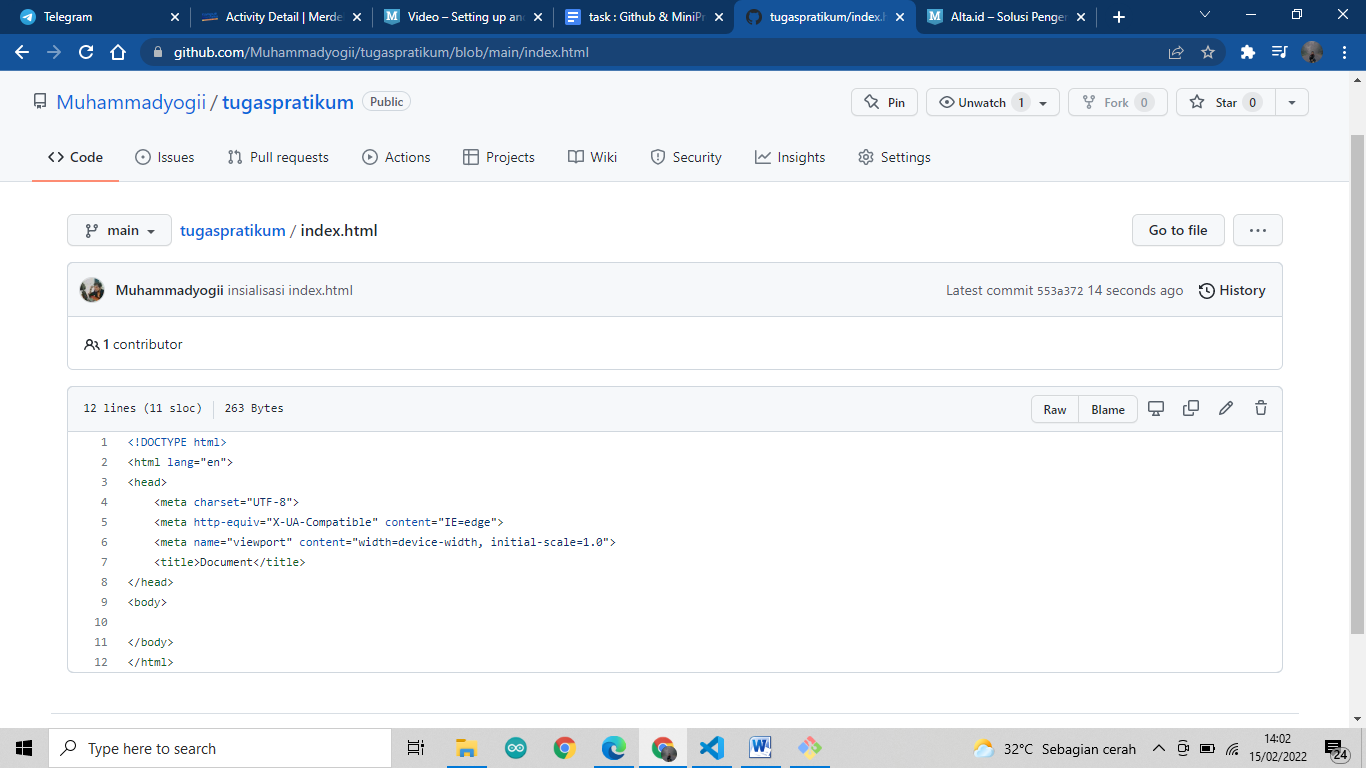 Telegram
Activity Detail | Merde
Video – Setting up an
task : Github & MiniPr
tugaspratikum/index.h
Alta.id – Solusi Penger
github.com/Muhammadyogii/tugaspratikum/blob/main/index.html
Muhammadyogii / tugaspratikum Public
Pin
Unwatch 1
Fork 0
Star 0
Code
Issues
Pull requests
Actions
Projects
Wiki
Security
Insights
Settings
main
tugaspratikum / index.html
Go to file
Muhammadyogii insialisasi index.html
Latest commit 553a372 14 seconds ago
History
1 contributor
12 lines (11 sloc) 263 Bytes
Raw
Blame
1 <!DOCTYPE html>
2 <html lang="en">
3 <head>
4 <meta charset="UTF-8">
5 <meta http-equiv="X-UA-Compatible" content="IE=edge">
6 <meta name="viewport" content="width=device-width, initial-scale=1.0">
7 <title>Document</title>
8 </head>
9 <body>
10
11 </body>
12 </html>
Type here to search
32°C Sebagian cerah
14:02
15/02/2022
24